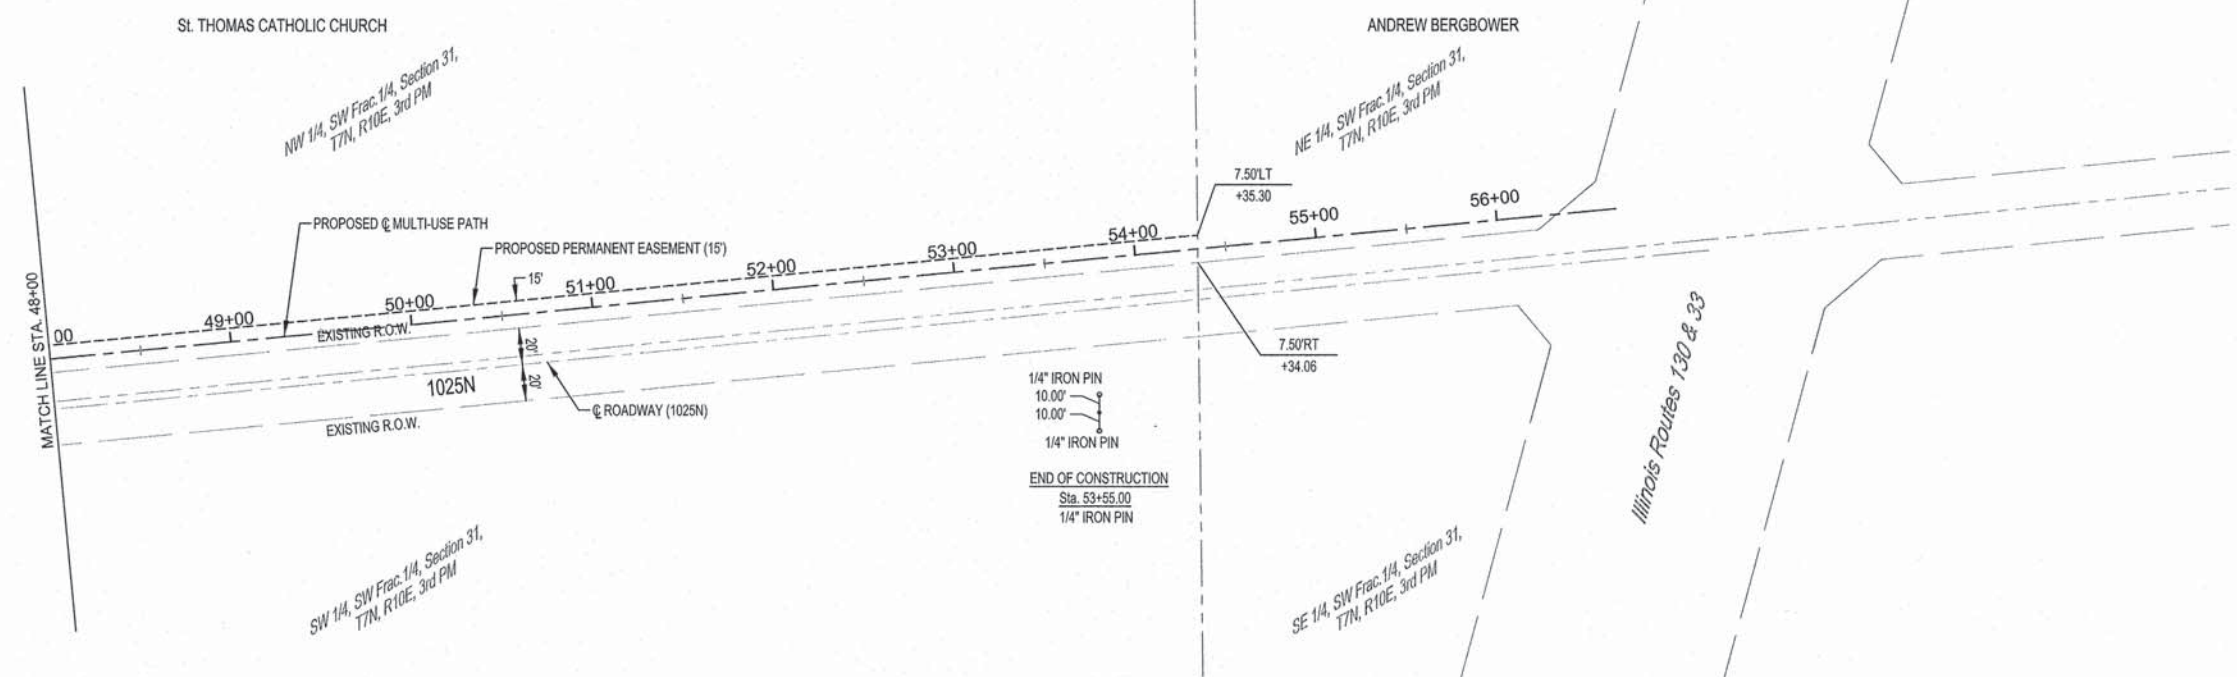 St. THOMAS CATHOLIC CHURCH
ANDREW BERGBOWER
NW 1/4, SW Frac.1/4, Section 31,
T7N, R10E, 3rd PM
NE 1/4, SW Frac.1/4, Section 31,
T7N, R10E, 3rd PM
7.50'LT
+35.30
PROPOSED ℄ MULTI-USE PATH
PROPOSED PERMANENT EASEMENT (15')
15'
MATCH LINE STA. 48+00
00
49+00
50+00
51+00
52+00
53+00
54+00
55+00
56+00
EXISTING R.O.W.
20'
20'
1025N
℄ ROADWAY (1025N)
EXISTING R.O.W.
7.50'RT
+34.06
1/4" IRON PIN
10.00'
10.00'
1/4" IRON PIN
END OF CONSTRUCTION
Sta. 53+55.00
1/4" IRON PIN
Illinois Routes 130 & 33
SW 1/4, SW Frac.1/4, Section 31,
T7N, R10E, 3rd PM
SE 1/4, SW Frac.1/4, Section 31,
T7N, R10E, 3rd PM